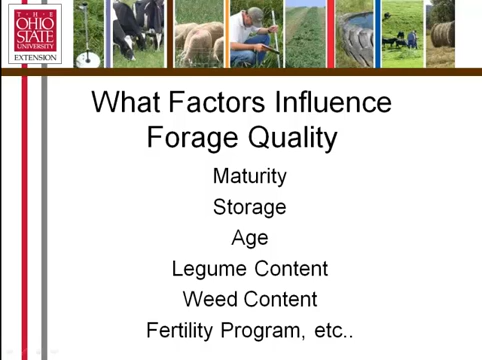 THE
OHIO
STATE
UNIVERSITY
EXTENSION
What Factors Influence
Forage Quality
Maturity
Storage
Age
Legume Content
Weed Content
Fertility Program, etc..